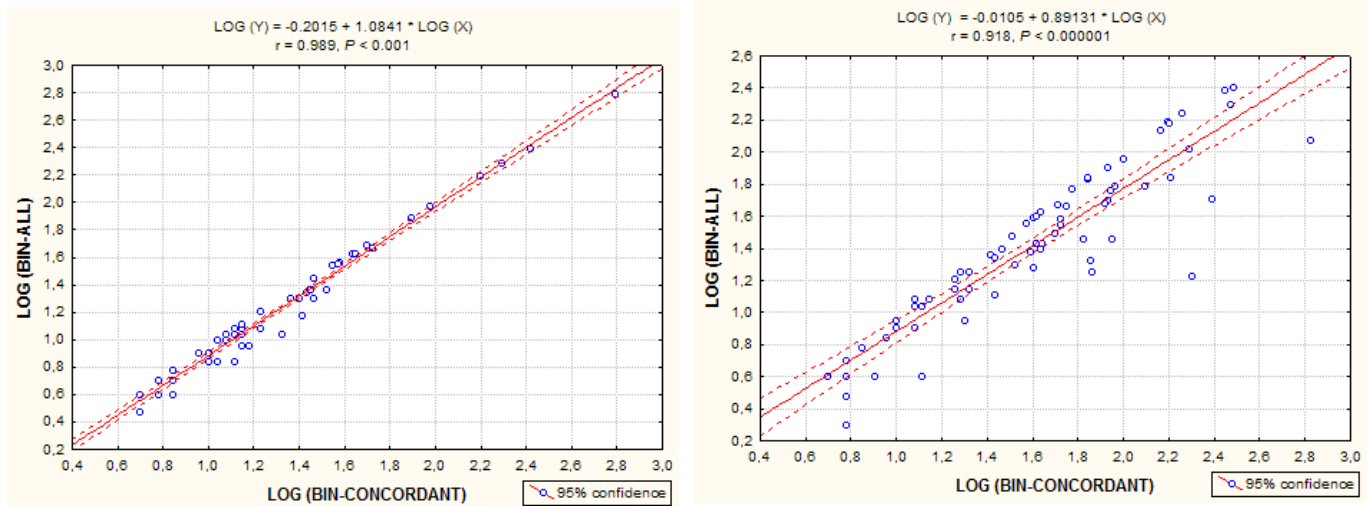 LOG (Y) = -0.2015 + 1.0841 * LOG (X)
r = 0.989, P < 0.001
3,0
2,8
2,6
2,4
2,2
2,0
1,8
1,6
1,4
1,2
1,0
0,8
0,6
0,4
0,2
LOG (BIN-ALL)
0,4 0,6 0,8 1,0 1,2 1,4 1,6 1,8 2,0 2,2 2,4 2,6 2,8 3,0
LOG (BIN-CONCORDANT)
95% confidence
LOG (Y) = -0.0105 + 0.89131 * LOG (X)
r = 0.918, P < 0.000001
2,6
2,4
2,2
2,0
1,8
1,6
1,4
1,2
1,0
0,8
0,6
0,4
0,2
LOG (BIN-ALL)
0,4 0,6 0,8 1,0 1,2 1,4 1,6 1,8 2,0 2,2 2,4 2,6 2,8 3,0
LOG (BIN-CONCORDANT)
95% confidence